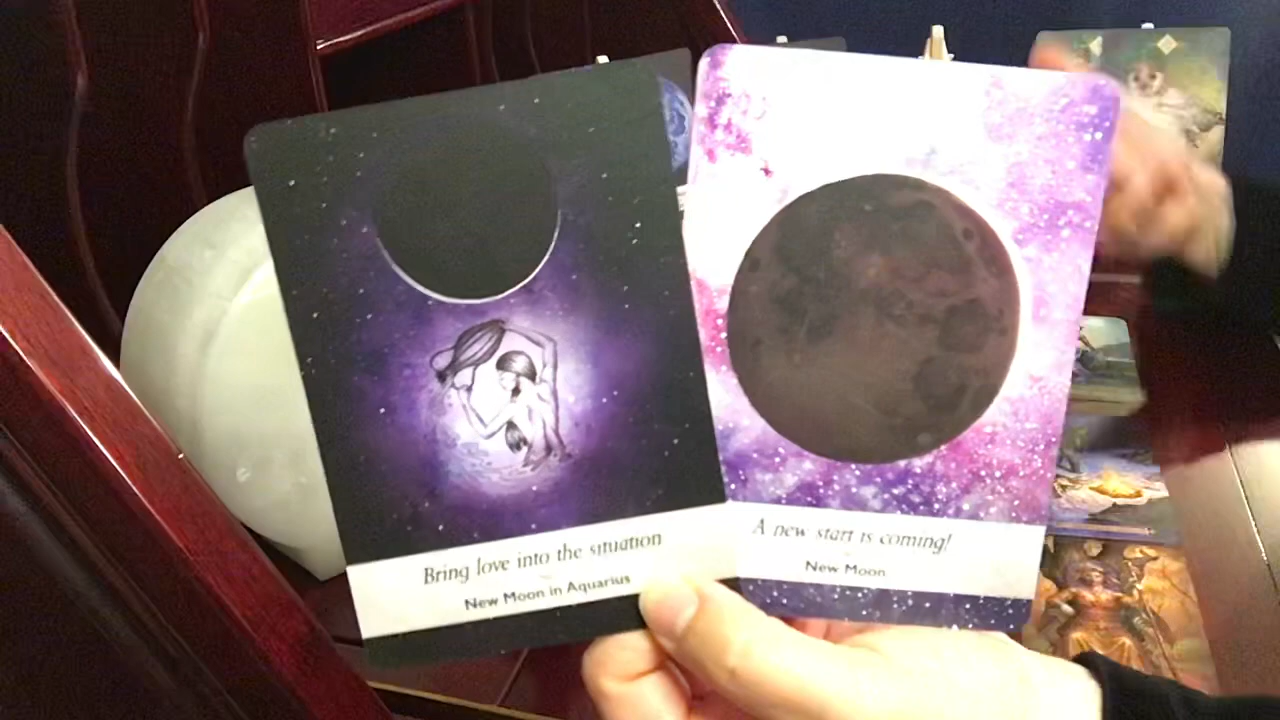 Bring love into the situation
New Moon in Aquarius
A new start is coming!
New Moon